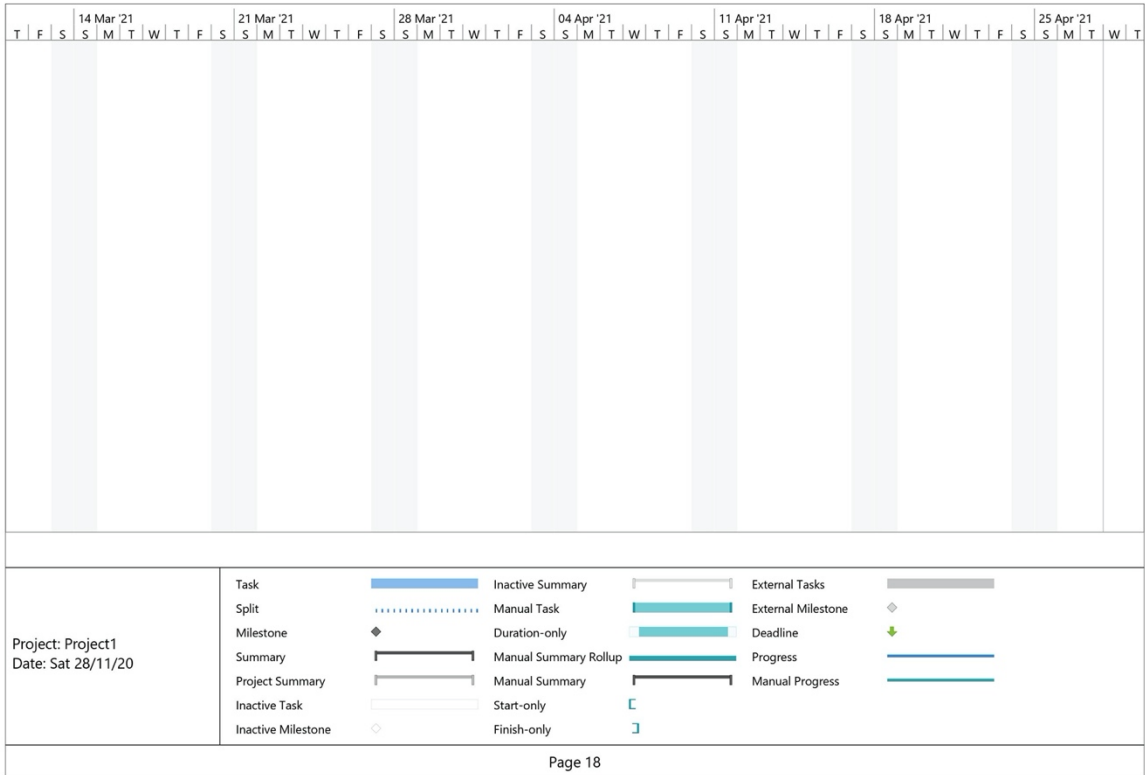 14 Mar '21 21 Mar '21 28 Mar '21 04 Apr '21 11 Apr '21 18 Apr '21 25 Apr '21
T F S S M T W T F S S M T W T F S S M T W T F S S M T W T F S S M T W T F S S M T W T F S S M T W T
Task Inactive Summary External Tasks
Split Manual Task External Milestone
Milestone Duration-only Deadline
Summary Manual Summary Rollup Progress
Project Summary Manual Summary Manual Progress
Inactive Task Start-only
Inactive Milestone Finish-only
Project: Project1
Date: Sat 28/11/20
Page 18